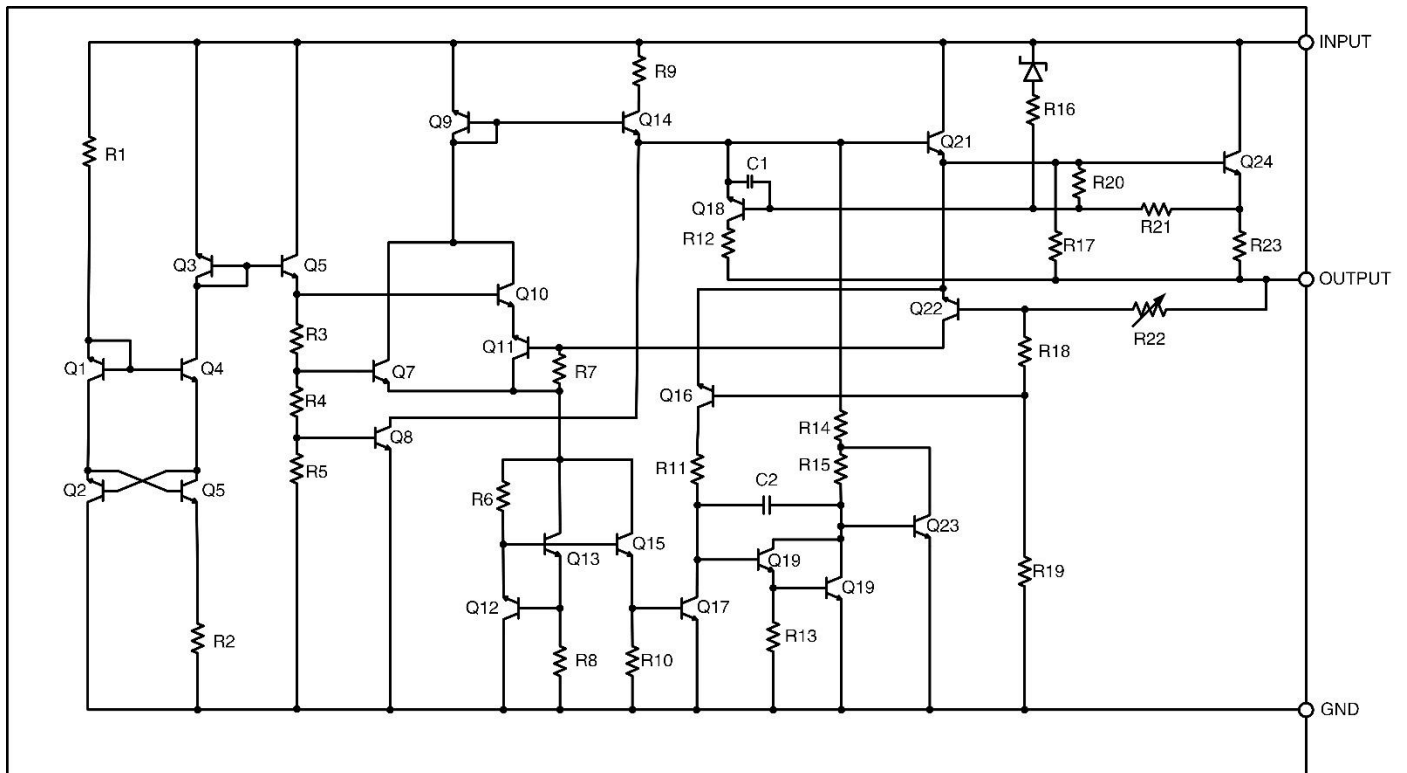 INPUT
R9
Q9
Q14
R16
R1
Q21
C1
Q24
R20
Q18
R21
R12
R17
R23
Q3
Q5
OUTPUT
Q10
Q22
R3
R22
Q11
R18
Q1
Q4
Q7
R7
Q16
R4
Q8
R14
R5
R11
R15
Q2
Q5
C2
R6
Q23
Q13
Q15
Q19
R19
Q12
Q17
Q19
R2
R13
R8
R10
GND